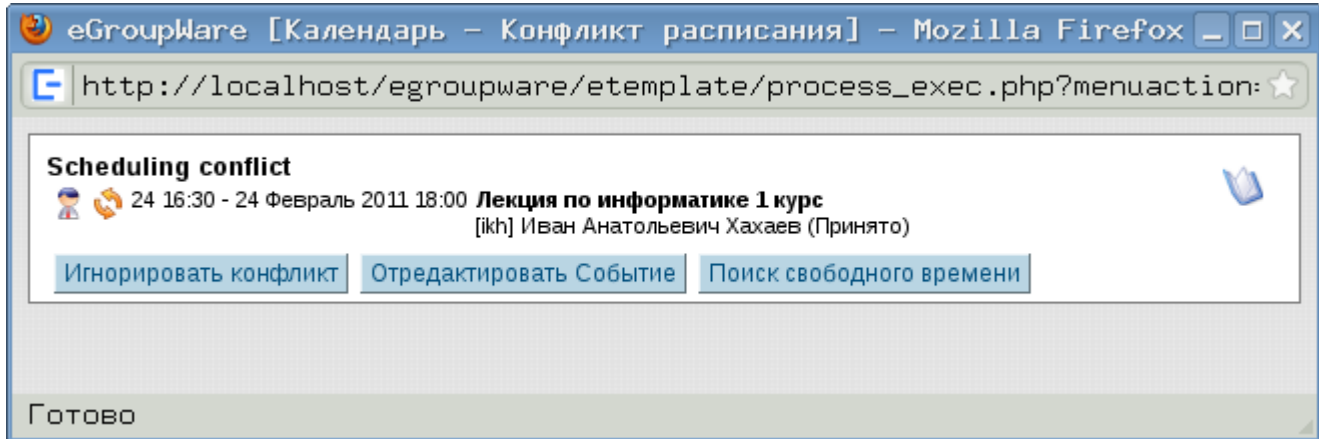 eGroupWare [Календарь – Конфликт расписания] – Mozilla Firefox
http://localhost/egroupware/etemplate/process_exec.php?menuaction=
Scheduling conflict
24 16:30 - 24 Февраль 2011 18:00 Лекция по информатике 1 курс
[ikh] Иван Анатольевич Хахаев (Принято)
Игнорировать конфликт Отредактировать Событие Поиск свободного времени
Готово